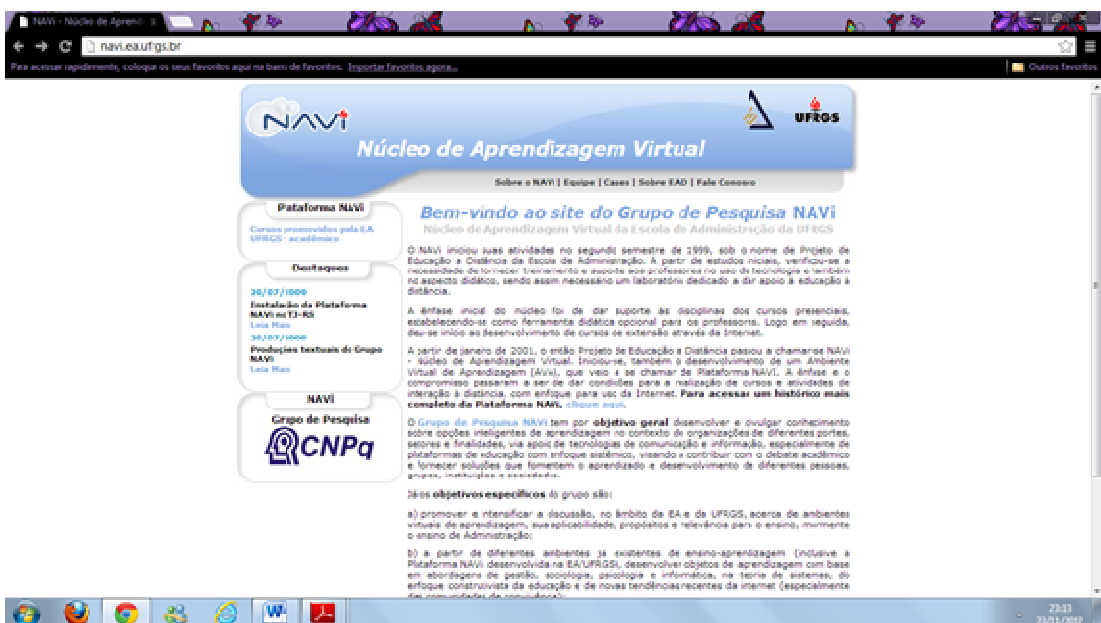 NAVi - Núcleo de Aprend
navi.ea.ufrgs.br
Para acessar rapidamente, coloque os seus favoritos aqui na barra de favoritos. Importar favoritos agora...
Outros favoritos
NAVi
UFRGS
Núcleo de Aprendizagem Virtual
Sobre o NAVi | Equipe | Cases | Sobre EAD | Fale Conosco
Pataforma NAVi
Cursos promovidos pela EA
UFRGS - acadêmico
Destaques
Instalacão da Plataforma
NAVi no TJ-RS
Leia Mais
Produções textuais do Grupo
NAVi
Leia Mais
NAVi
Grupo de Pesquisa
CNPq
Bem-vindo ao site do Grupo de Pesquisa NAVi
Núcleo de Aprendizagem Virtual da Escola de Administração da UFRGS
O NAVi iniciou suas atividades no segundo semestre de 1999, sob o nome de Projeto de
Educação a Distância da Escola de Administração. A partir de estudos iniciais, verificou-se a
necessidade de fornecer treinamento e suporte aos professores no uso da tecnologia e também
no aspecto didático, sendo assim necessário um laboratório dedicado a dar apoio à educação à
distância.
A ênfase inicial do núcleo foi de dar suporte às disciplinas dos cursos presenciais,
estabelecendo-se como ferramenta didática opcional para os professores. Logo em seguida,
deu-se início ao desenvolvimento de cursos de extensão através da Internet.
A partir de janeiro de 2001, o então Projeto de Educação a Distância passou a chamar-se NAVi
- Núcleo de Aprendizagem Virtual. Iniciou-se, também o desenvolvimento de um Ambiente
Virtual de Aprendizagem (AVA), que veio a se chamar de Plataforma NAVI. A ênfase e o
compromisso passaram a ser de dar condições para a realização de cursos e atividades de
interação à distância, com enfoque para uso da Internet. Para acessar um histórico mais
completo da Plataforma NAVi, clique aqui.
O Grupo de Pesquisa NAVi tem por objetivo geral desenvolver e divulgar conhecimento
sobre opções inteligentes de aprendizagem no contexto de organizações de diferentes portes,
setores e finalidades, via apoio de tecnologias de comunicação e informação, especialmente de
plataformas de educação com enfoque sistêmico, visando a contribuir com o debate acadêmico
e fornecer soluções que fomentem o aprendizado e desenvolvimento de diferentes pessoas,
grupos, instituições e sociedades.
Já os objetivos específicos do grupo são:
a) promover e intensificar a discussão, no âmbito da EA e da UFRGS, acerca de ambientes
virtuais de aprendizagem, sua aplicabilidade, propósitos e relevância para o ensino, mormente
o ensino de Administração;
b) a partir de diferentes ambientes já existentes de ensino-aprendizagem (inclusive a
Plataforma NAVi desenvolvida na EA/UFRGS), desenvolver objetos de aprendizagem com base
em abordagens de gestão, sociologia, psicologia e informática, na teoria de sistemas, do
enfoque construtivista da educação e de novas tendências recentes da internet (especialmente
das comunidades de convivência);
23:13